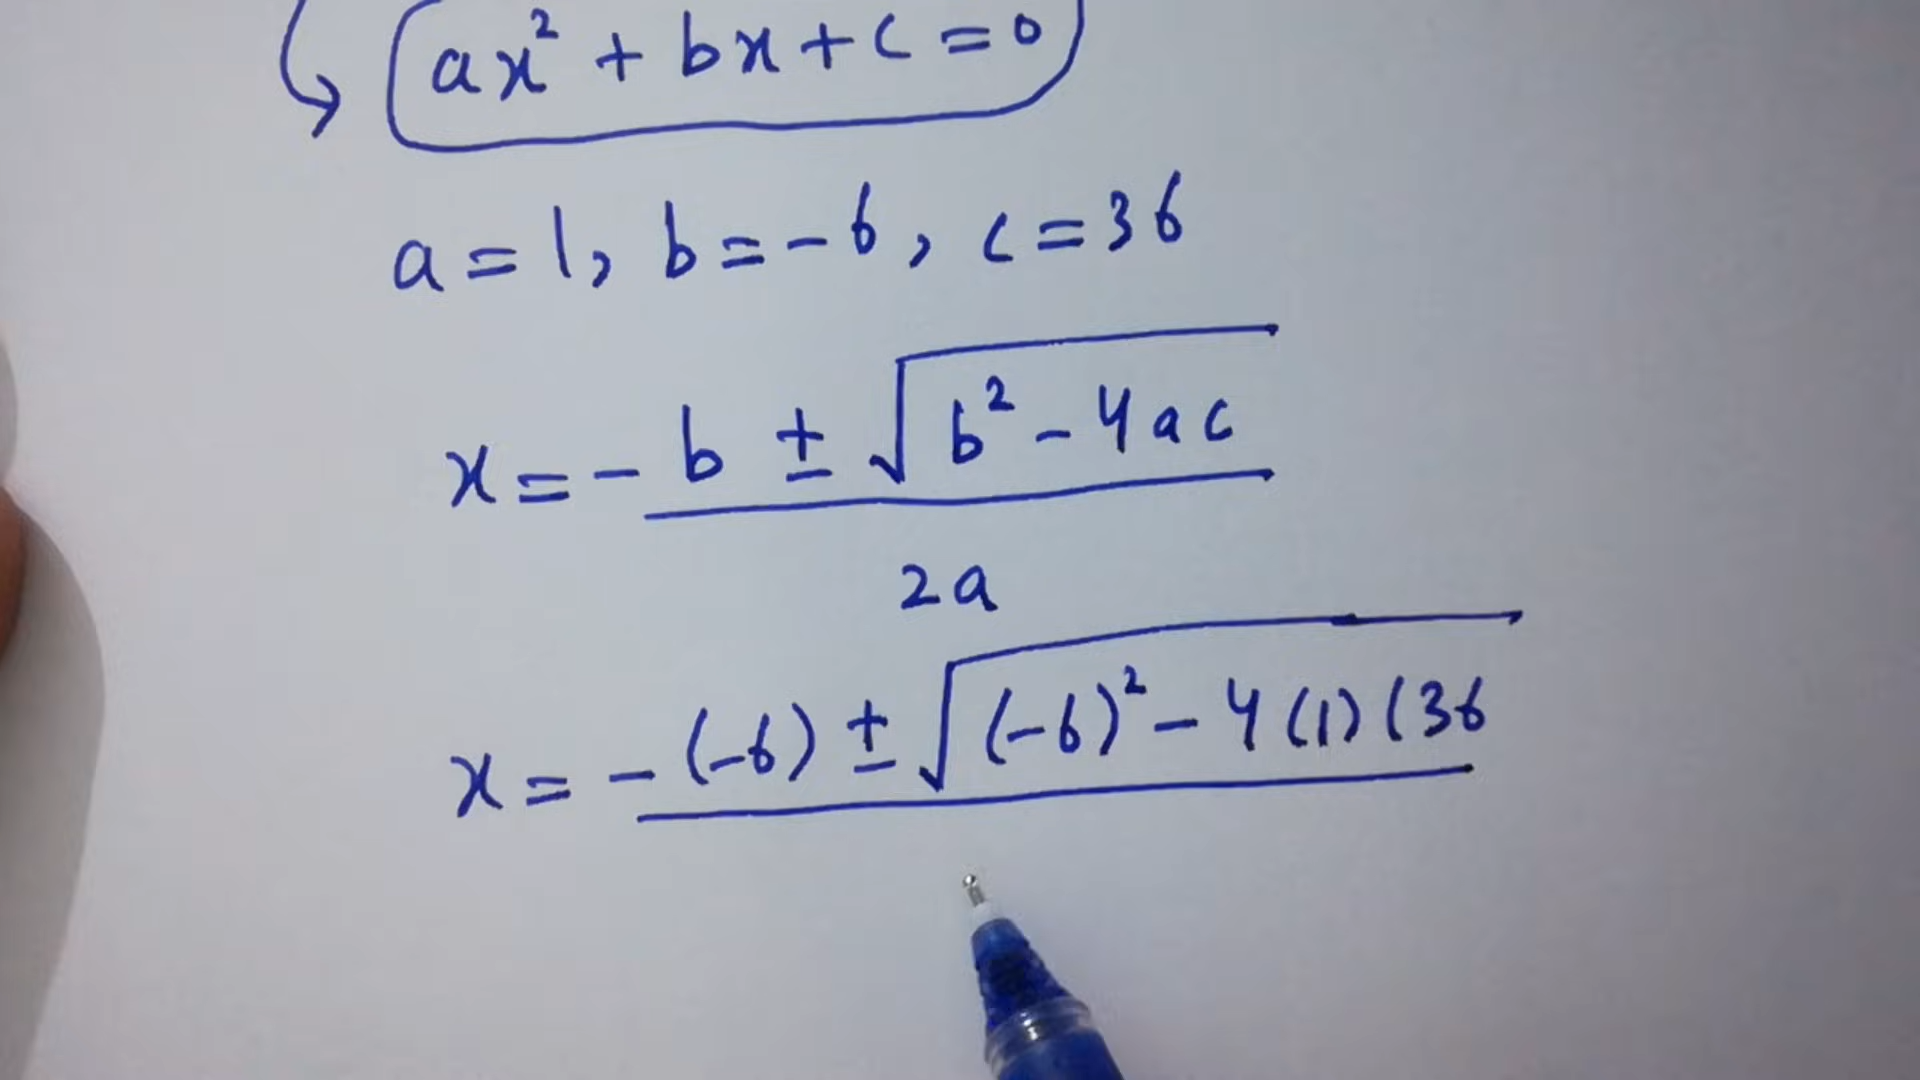 ax² + bx + c = 0
a = 1, b = -6, c = 36
x = - b ± √b² - 4ac
2a
x = - (-6) ± √(-6)² - 4(1)(36